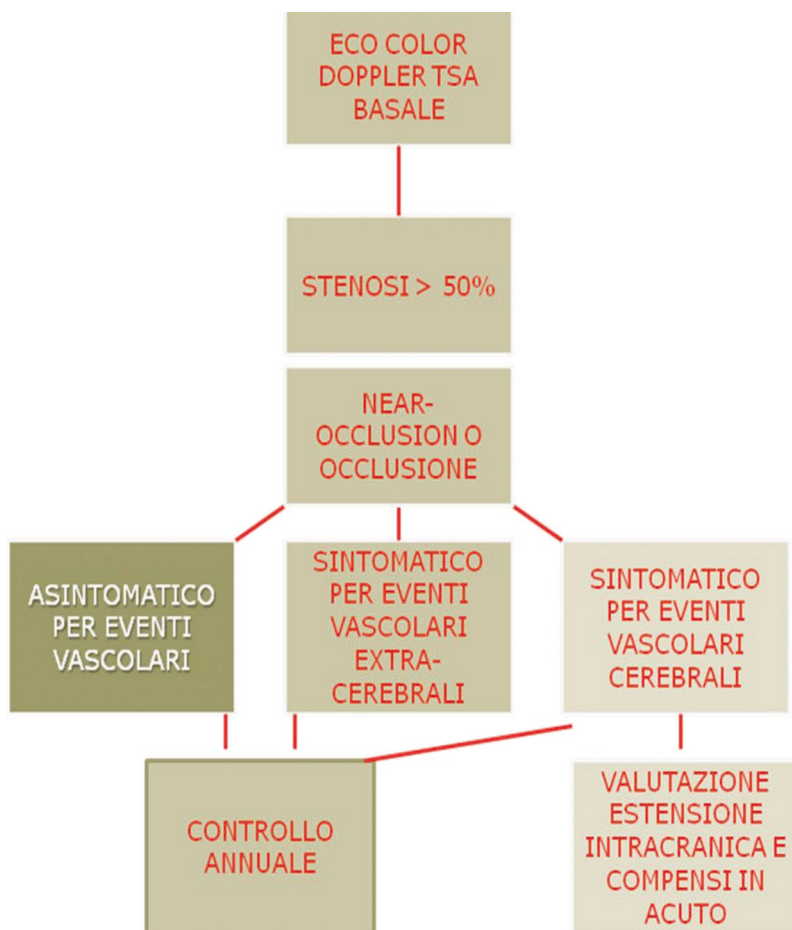 ECO COLOR
DOPPLER TSA
BASALE
STENOSI > 50%
NEAR-
OCCLUSION O
OCCLUSIONE
ASINTOMATICO
PER EVENTI
VASCOLARI
SINTOMATICO
PER EVENTI
VASCOLARI
EXTRA-
CEREBRALI
SINTOMATICO
PER EVENTI
VASCOLARI
CEREBRALI
CONTROLLO
ANNUALE
VALUTAZIONE
ESTENSIONE
INTRACRANICA E
COMPENSI IN
ACUTO